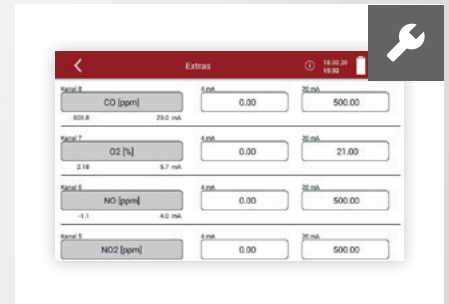 Extras
18.03.20
15:32
Kanal 8 4 mA 20 mA
CO [ppm] 0.00 500.00
20.0 mA
Kanal 7 4 mA 20 mA
O2 [%] 0.00 21.00
2.18 5.7 mA
Kanal 6 4 mA 20 mA
NO [ppm] 0.00 500.00
-1.1 4.0 mA
Kanal 5 4 mA 20 mA
NO2 [ppm] 0.00 500.00